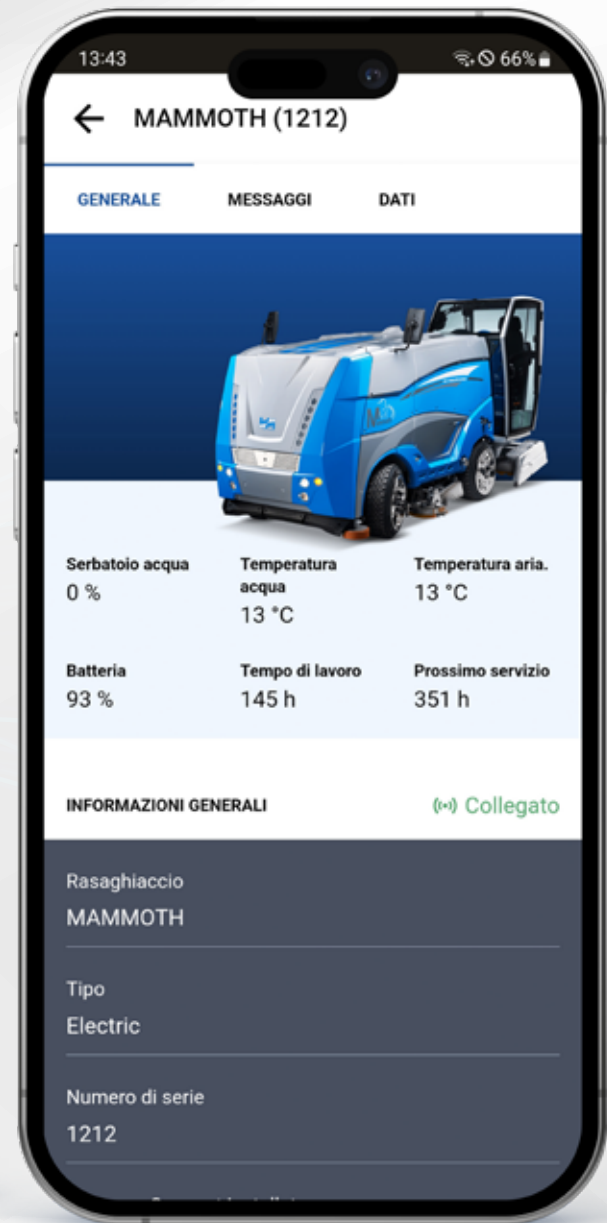 13:43
66%
MAMMOTH (1212)
GENERALE MESSAGGI DATI
M
Serbatoio acqua
0 %
Temperatura acqua
13 °C
Temperatura aria.
13 °C
Batteria
93 %
Tempo di lavoro
145 h
Prossimo servizio
351 h
INFORMAZIONI GENERALI
Collegato
Rasaghiaccio
MAMMOTH
Tipo
Electric
Numero di serie
1212